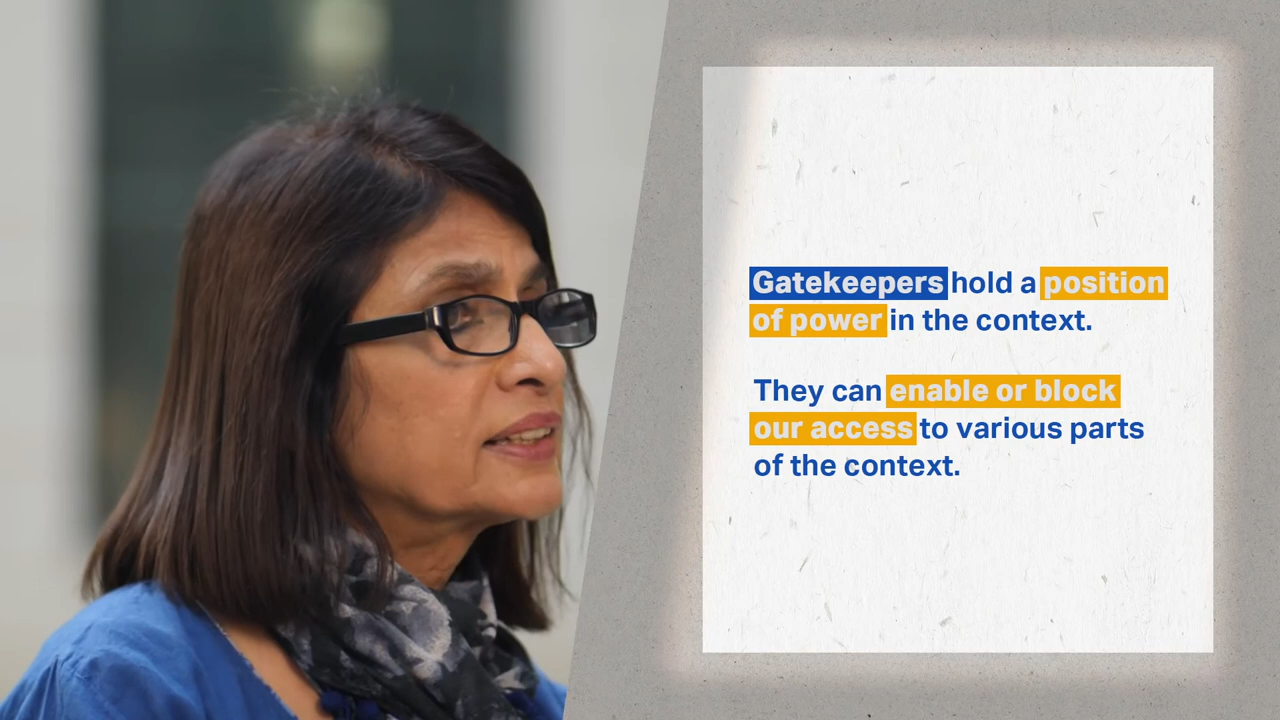 Gatekeepers hold a position
of power in the context.
They can enable or block
our access to various parts
of the context.